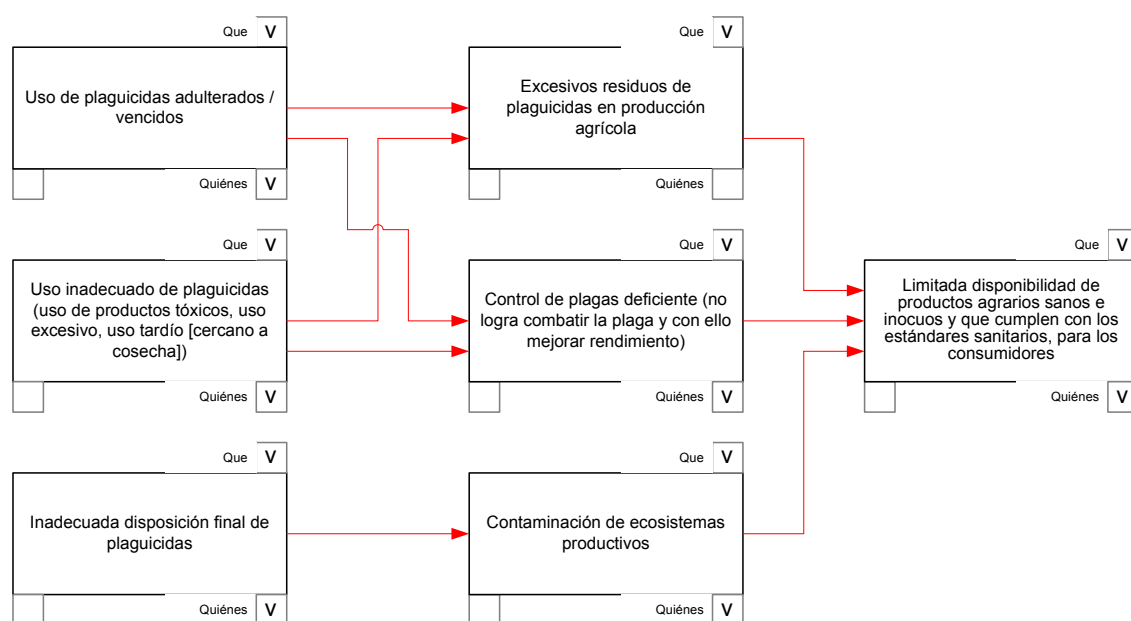 Que V
Uso de plaguicidas adulterados /
vencidos
Quiénes V
Que V
Excesivos residuos de
plaguicidas en producción
agrícola
Quiénes
Que V
Uso inadecuado de plaguicidas
(uso de productos tóxicos, uso
excesivo, uso tardío [cercano a
cosecha])
Quiénes V
Que V
Control de plagas deficiente (no
logra combatir la plaga y con ello
mejorar rendimiento)
Quiénes V
Que V
Limitada disponibilidad de
productos agrarios sanos e
inocuos y que cumplen con los
estándares sanitarios, para los
consumidores
Quiénes V
Que V
Inadecuada disposición final de
plaguicidas
Quiénes V
Que V
Contaminación de ecosistemas
productivos
Quiénes V